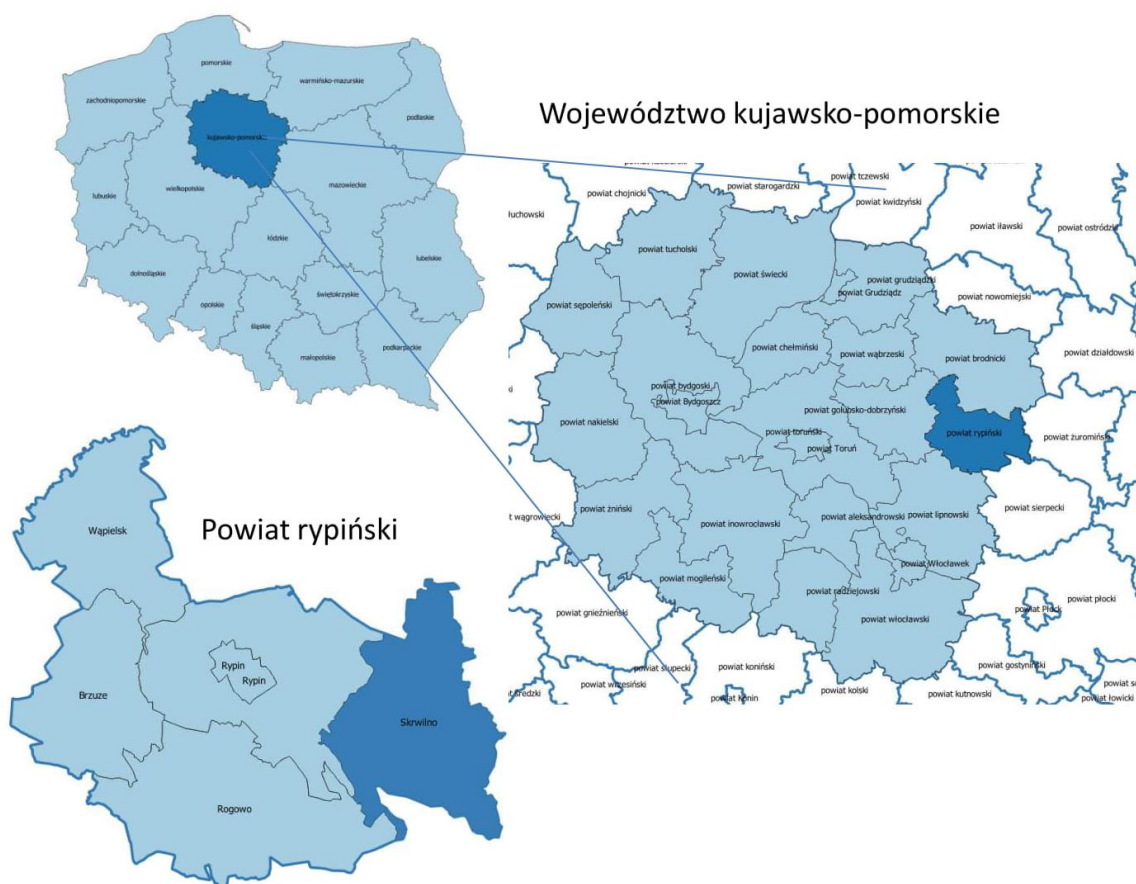 pomorskie
warmińsko-mazurskie
zachodniopomorskie
podlaskie
kujawsko-pomorskie
wielkopolskie
mazowieckie
lubuskie
łódzkie
lubelskie
dolnośląskie
opolskie
śląskie
świętokrzyskie
małopolskie
podkarpackie
Województwo kujawsko-pomorskie
powiat tczewski
powiat chojnicki
powiat starogardzki
powiat kwidzyński
łuchowski
powiat iławski
powiat ostródzki
powiat tucholski
powiat świecki
powiat grudziądzki
powiat Grudziądz
powiat nowomiejski
powiat sępoleński
powiat chełmiński
powiat wąbrzeski
powiat brodnicki
powiat działdowski
powiat bydgoski
powiat Bydgoszcz
powiat golubsko-dobrzyński
powiat nakielski
powiat toruński
powiat Toruń
powiat rypiński
powiat żuromiński
powiat żniński
powiat inowrocławski
powiat aleksandrowski
powiat lipnowski
powiat sierpecki
t wągrowiecki
powiat mogileński
powiat Włocławek
powiat radziejowski
powiat włocławski
powiat gnieźnieński
powiat Płock
powiat płocki
powiat słupecki
powiat koniński
powiat gostyniński
powiat wrzesiński
powiat Konin
powiat kolski
powiat kutnowski
powiat łowicki
Powiat rypiński
Wąpielsk
Rypin
Rypin
Brzuze
Skrwilno
Rogowo